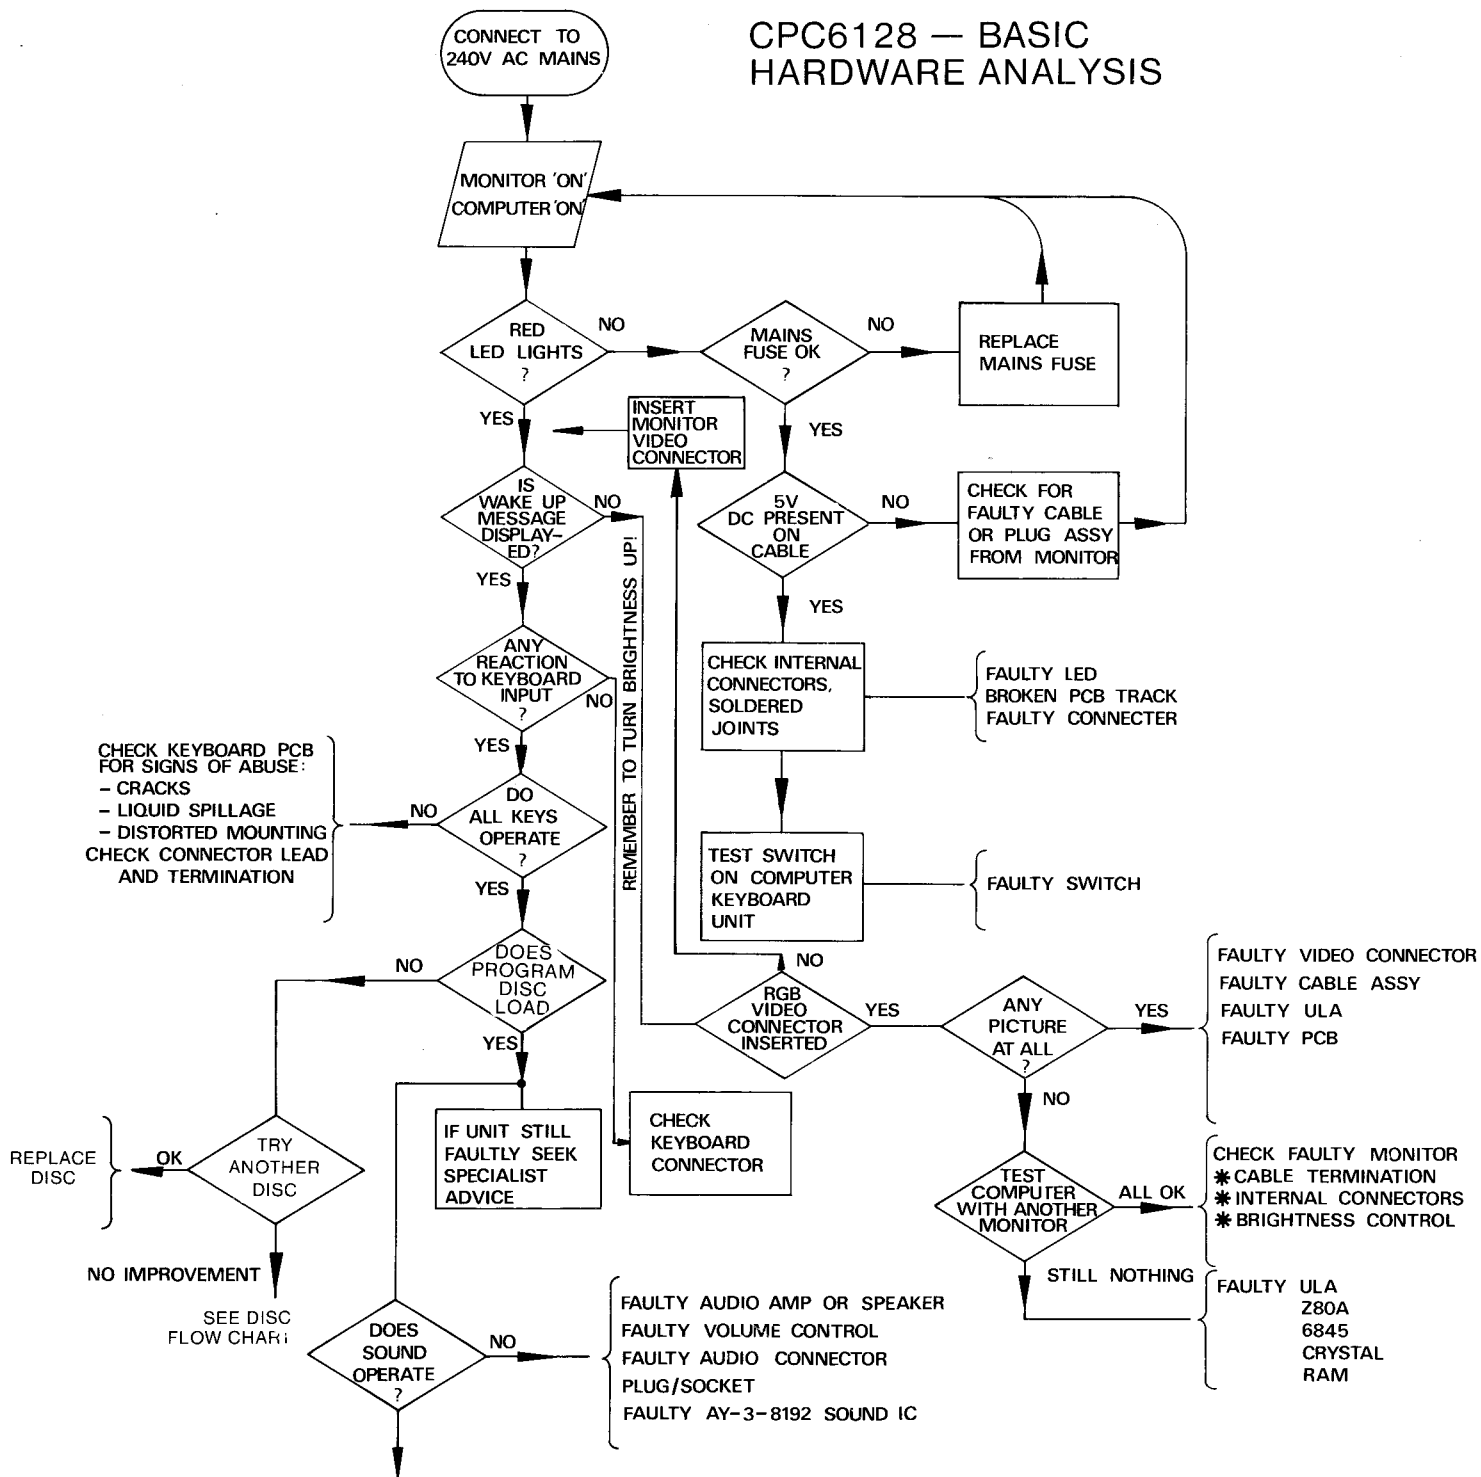 CPC6128 — BASIC
HARDWARE ANALYSIS
CONNECT TO
240V AC MAINS
MONITOR 'ON'
COMPUTER 'ON'
RED
LED LIGHTS
?
NO
MAINS
FUSE OK
?
NO
REPLACE
MAINS FUSE
YES
INSERT
MONITOR
VIDEO
CONNECTOR
YES
IS
WAKE UP
MESSAGE
DISPLAY-
ED?
NO
5V
DC PRESENT
ON
CABLE
NO
CHECK FOR
FAULTY CABLE
OR PLUG ASSY
FROM MONITOR
YES
YES
REMEMBER TO TURN BRIGHTNESS UP!
ANY
REACTION
TO KEYBOARD
INPUT
?
NO
CHECK INTERNAL
CONNECTORS,
SOLDERED
JOINTS
FAULTY LED
BROKEN PCB TRACK
FAULTY CONNECTER
YES
CHECK KEYBOARD PCB
FOR SIGNS OF ABUSE:
– CRACKS
– LIQUID SPILLAGE
– DISTORTED MOUNTING
CHECK CONNECTOR LEAD
AND TERMINATION
NO
DO
ALL KEYS
OPERATE
?
TEST SWITCH
ON COMPUTER
KEYBOARD
UNIT
FAULTY SWITCH
YES
NO
DOES
PROGRAM
DISC
LOAD
NO
RGB
VIDEO
CONNECTOR
INSERTED
YES
ANY
PICTURE
AT ALL
?
YES
FAULTY VIDEO CONNECTOR
FAULTY CABLE ASSY
FAULTY ULA
FAULTY PCB
YES
NO
REPLACE
DISC
OK
TRY
ANOTHER
DISC
IF UNIT STILL
FAULTLY SEEK
SPECIALIST
ADVICE
CHECK
KEYBOARD
CONNECTOR
TEST
COMPUTER
WITH ANOTHER
MONITOR
ALL OK
CHECK FAULTY MONITOR
✱ CABLE TERMINATION
✱ INTERNAL CONNECTORS
✱ BRIGHTNESS CONTROL
NO IMPROVEMENT
SEE DISC
FLOW CHART
STILL NOTHING
FAULTY ULA
Z80A
6845
CRYSTAL
RAM
DOES
SOUND
OPERATE
?
NO
FAULTY AUDIO AMP OR SPEAKER
FAULTY VOLUME CONTROL
FAULTY AUDIO CONNECTOR
PLUG/SOCKET
FAULTY AY-3-8192 SOUND IC